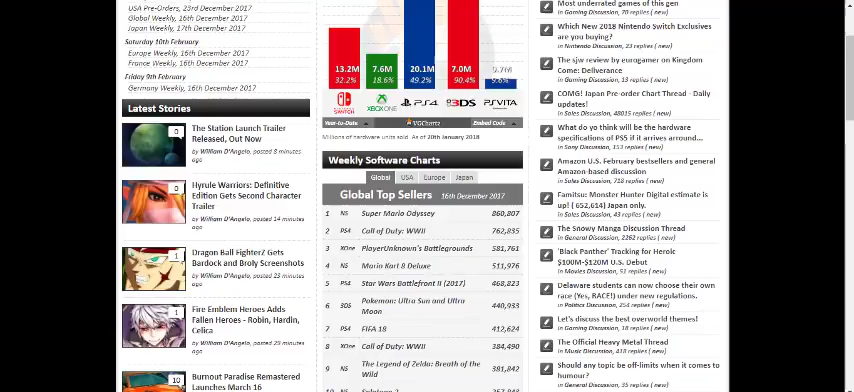 USA Pre-Orders, 23rd December 2017
Global Weekly, 16th December 2017
Japan Weekly, 17th December 2017
Saturday 10th February
Europe Weekly, 16th December 2017
France Weekly, 16th December 2017
Friday 9th February
Germany Weekly, 16th December 2017
Latest Stories
0
The Station Launch Trailer
Released, Out Now
by William D'Angelo, posted 8 minutes
ago
0
Hyrule Warriors: Definitive
Edition Gets Second Character
Trailer
by William D'Angelo, posted 14 minutes
ago
1
Dragon Ball FighterZ Gets
Bardock and Broly Screenshots
by William D'Angelo, posted 23 minutes
ago
1
Fire Emblem Heroes Adds
Fallen Heroes - Robin, Hardin,
Celica
by William D'Angelo, posted 29 minutes
ago
10
Burnout Paradise Remastered
Launches March 16
13.2M 7.6M 20.1M 7.0M 0.7M
32.2% 18.6% 49.2% 90.4% 9.6%
SWITCH XBOXONE PS4 3DS PSVITA
Year-to-Date VGChartz Embed Code
Millions of hardware units sold. As of 20th January 2018
Weekly Software Charts
Global USA Europe Japan
Global Top Sellers 16th December 2017
1 NS Super Mario Odyssey 860,807
2 PS4 Call of Duty: WWII 762,835
3 XOne PlayerUnknown's Battlegrounds 581,761
4 NS Mario Kart 8 Deluxe 511,976
5 PS4 Star Wars Battlefront II (2017) 468,823
6 3DS Pokemon: Ultra Sun and Ultra
Moon 440,933
7 PS4 FIFA 18 412,624
8 XOne Call of Duty: WWII 384,490
9 NS The Legend of Zelda: Breath of the
Wild 381,842
Most underrated games of this gen
in Gaming Discussion, 70 replies ( new )
Which New 2018 Nintendo Switch Exclusives
are you buying?
in Nintendo Discussion, 23 replies ( new )
The sjw review by eurogamer on Kingdom
Come: Deliverance
in Gaming Discussion, 13 replies ( new )
COMG! Japan Pre-order Chart Thread - Daily
updates!
in Sales Discussion, 48015 replies ( new )
What do you think will be the hardware
specifications of PS5 if it arrives arround...
in Sony Discussion, 153 replies ( new )
Amazon U.S. February bestsellers and general
Amazon-based discussion
in Sales Discussion, 718 replies ( new )
Famitsu: Monster Hunter Digital estimate is
up! ( 652,614) Japan only.
in Sales Discussion, 43 replies ( new )
The Snowy Manga Discussion Thread
in General Discussion, 2262 replies ( new )
'Black Panther' Tracking for Heroic
$100M-$120M U.S. Debut
in Movies Discussion, 51 replies ( new )
Delaware students can now choose their own
race (Yes, RACE!) under new regulations.
in Politics Discussion, 254 replies ( new )
Let's discuss the best overworld themes!
in Gaming Discussion, 18 replies ( new )
The Official Heavy Metal Thread
in Music Discussion, 418 replies ( new )
Should any topic be off-limits when it comes to
humour?
in General Discussion, 35 replies ( new )